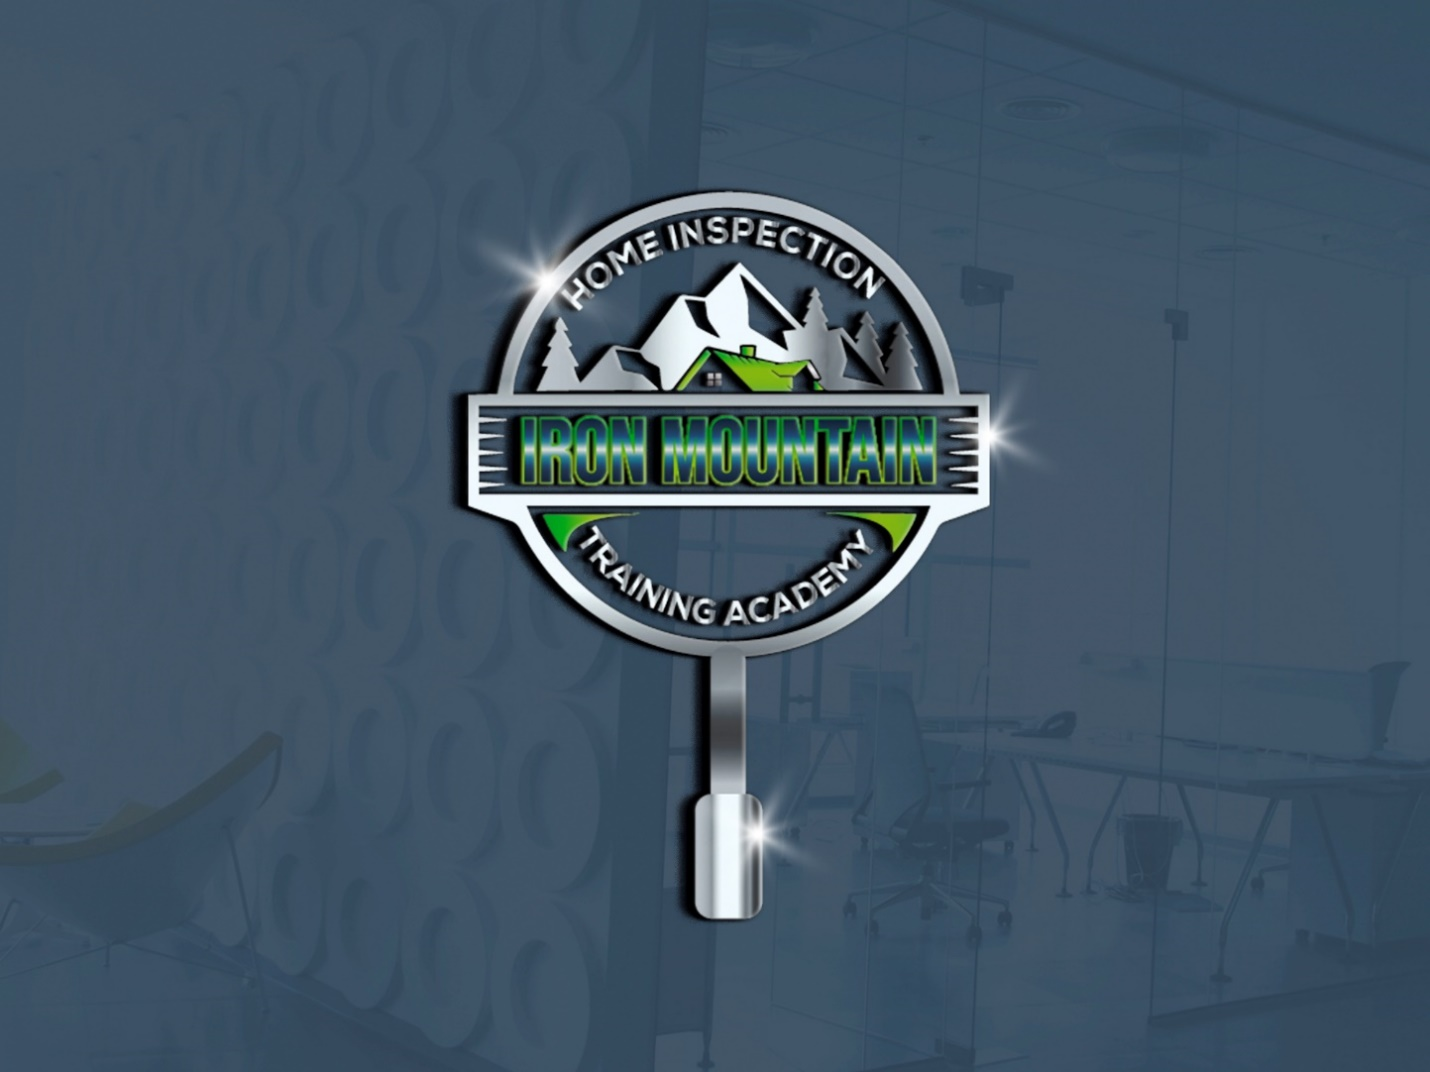 HOME INSPECTION
IRON MOUNTAIN
TRAINING ACADEMY